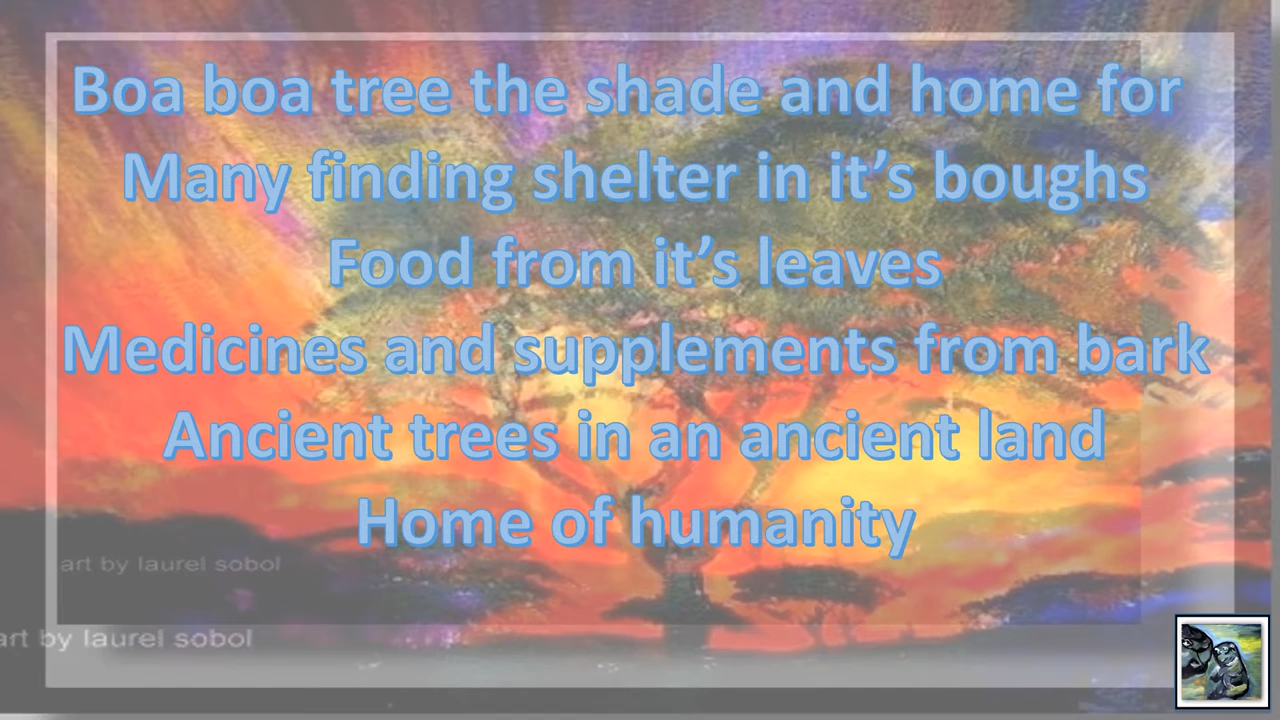 Boa boa tree the shade and home for
Many finding shelter in it’s boughs
Food from it’s leaves
Medicines and supplements from bark
Ancient trees in an ancient land
Home of humanity
art by laurel sobol
art by laurel sobol